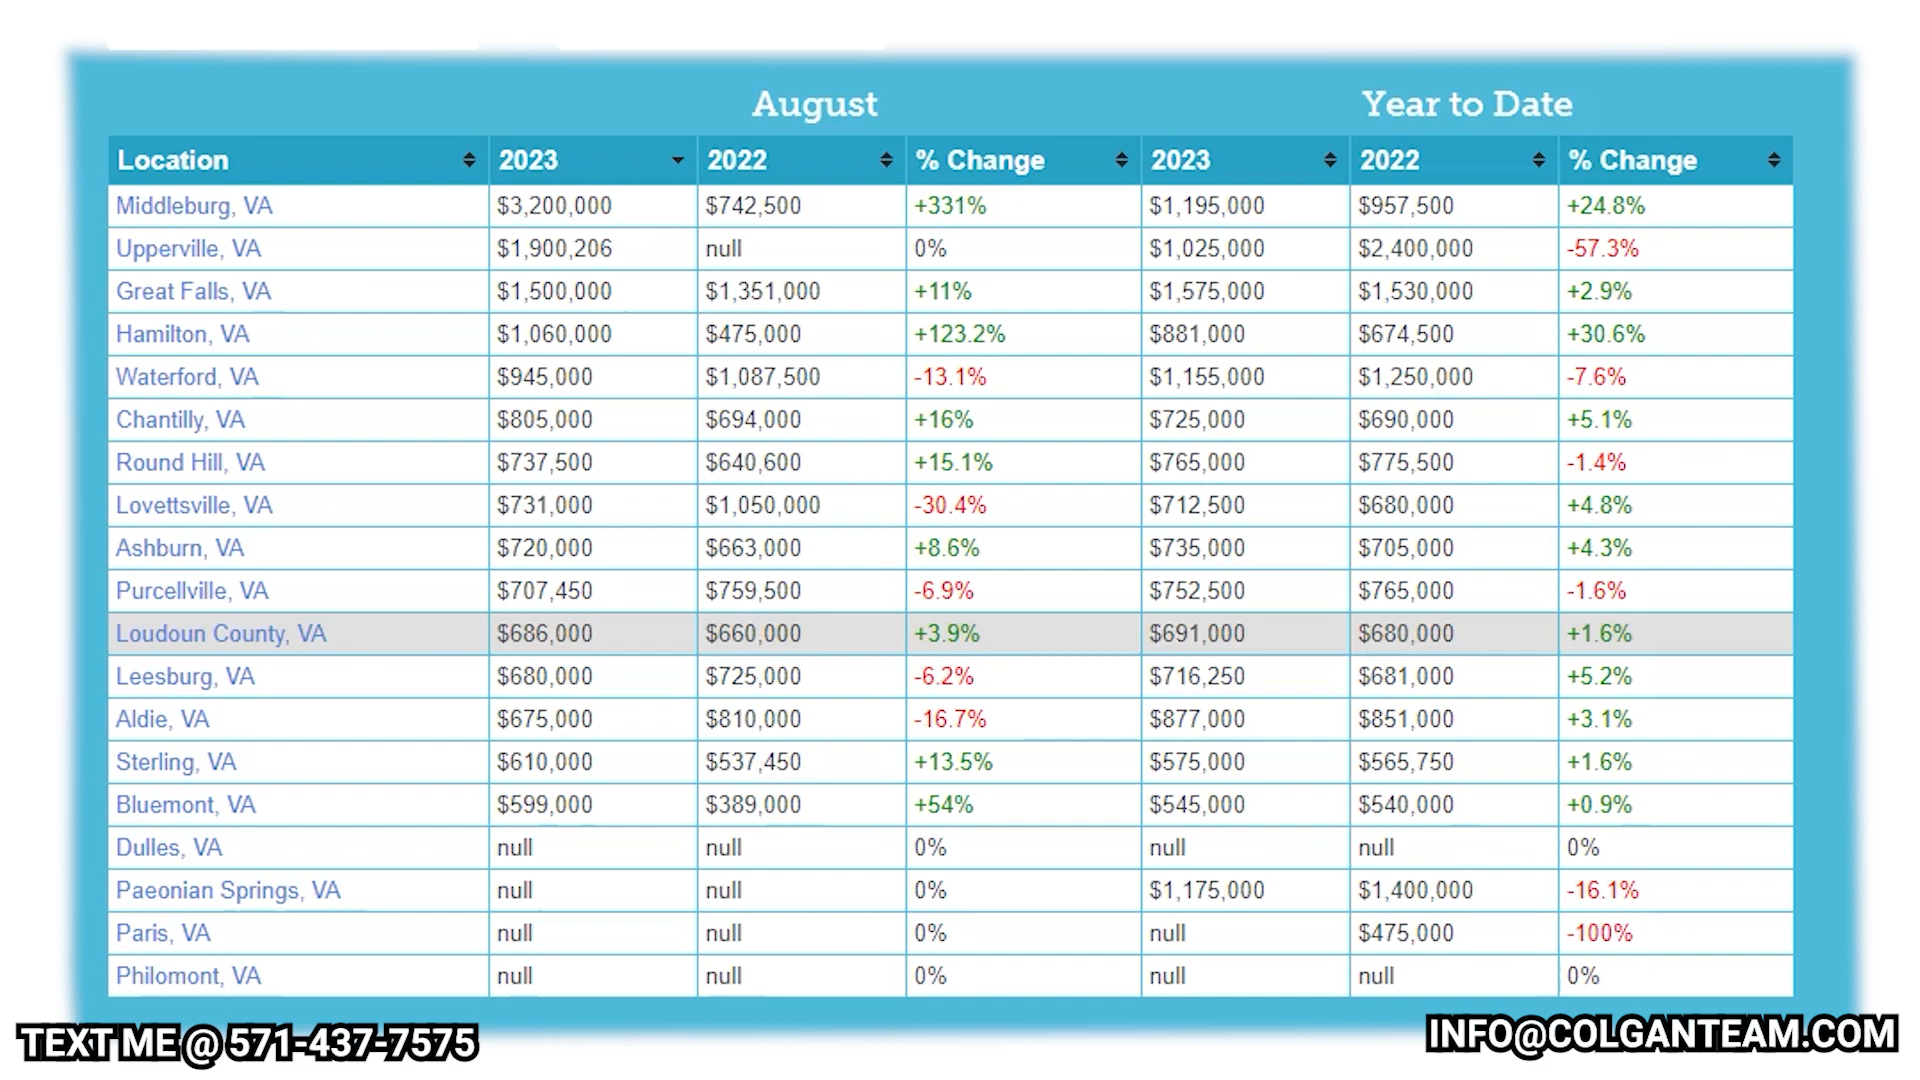 August Year to Date
Location 2023 2022 % Change 2023 2022 % Change
Middleburg, VA $3,200,000 $742,500 +331% $1,195,000 $957,500 +24.8%
Upperville, VA $1,900,206 null 0% $1,025,000 $2,400,000 -57.3%
Great Falls, VA $1,500,000 $1,351,000 +11% $1,575,000 $1,530,000 +2.9%
Hamilton, VA $1,060,000 $475,000 +123.2% $881,000 $674,500 +30.6%
Waterford, VA $945,000 $1,087,500 -13.1% $1,155,000 $1,250,000 -7.6%
Chantilly, VA $805,000 $694,000 +16% $725,000 $690,000 +5.1%
Round Hill, VA $737,500 $640,600 +15.1% $765,000 $775,500 -1.4%
Lovettsville, VA $731,000 $1,050,000 -30.4% $712,500 $680,000 +4.8%
Ashburn, VA $720,000 $663,000 +8.6% $735,000 $705,000 +4.3%
Purcellville, VA $707,450 $759,500 -6.9% $752,500 $765,000 -1.6%
Loudoun County, VA $686,000 $660,000 +3.9% $691,000 $680,000 +1.6%
Leesburg, VA $680,000 $725,000 -6.2% $716,250 $681,000 +5.2%
Aldie, VA $675,000 $810,000 -16.7% $877,000 $851,000 +3.1%
Sterling, VA $610,000 $537,450 +13.5% $575,000 $565,750 +1.6%
Bluemont, VA $599,000 $389,000 +54% $545,000 $540,000 +0.9%
Dulles, VA null null 0% null null 0%
Paeonian Springs, VA null null 0% $1,175,000 $1,400,000 -16.1%
Paris, VA null null 0% null $475,000 -100%
Philomont, VA null null 0% null null 0%
TEXT ME @ 571-437-7575 INFO@COLGANTEAM.COM